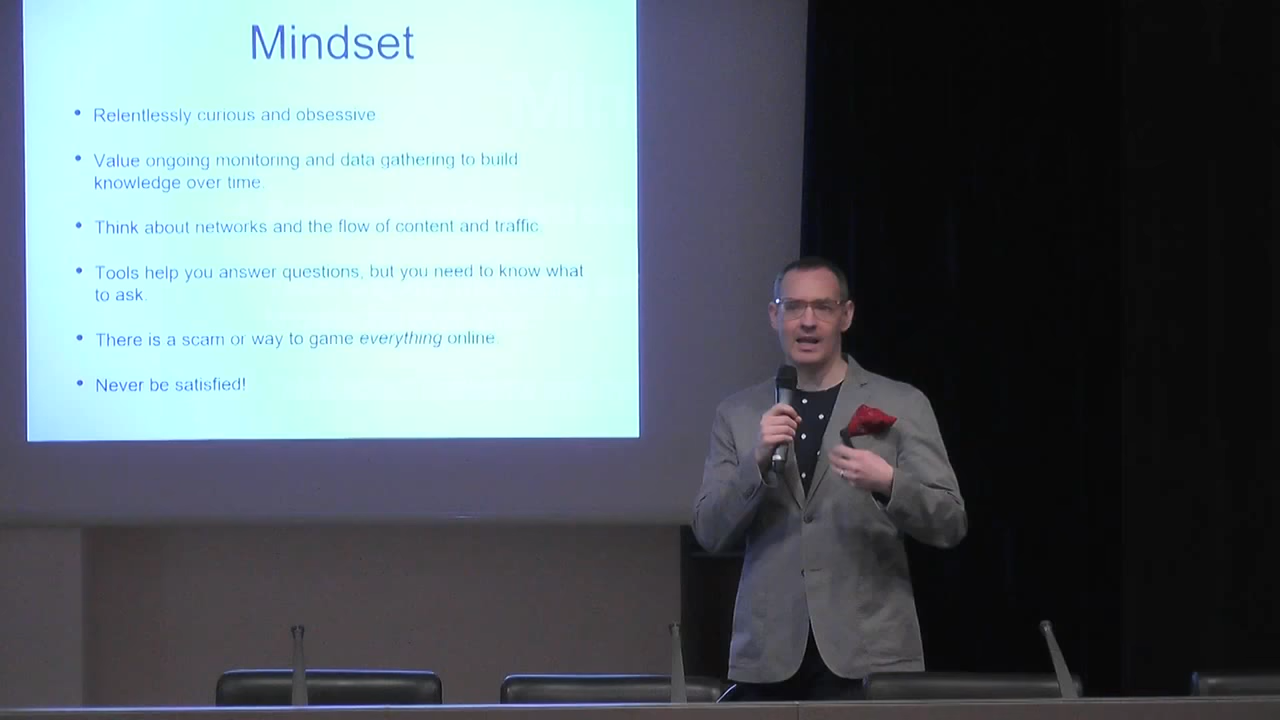 Mindset
• Relentlessly curious and obsessive
• Value ongoing monitoring and data gathering to build
knowledge over time.
• Think about networks and the flow of content and traffic.
• Tools help you answer questions, but you need to know what
to ask.
• There is a scam or way to game everything online.
• Never be satisfied!